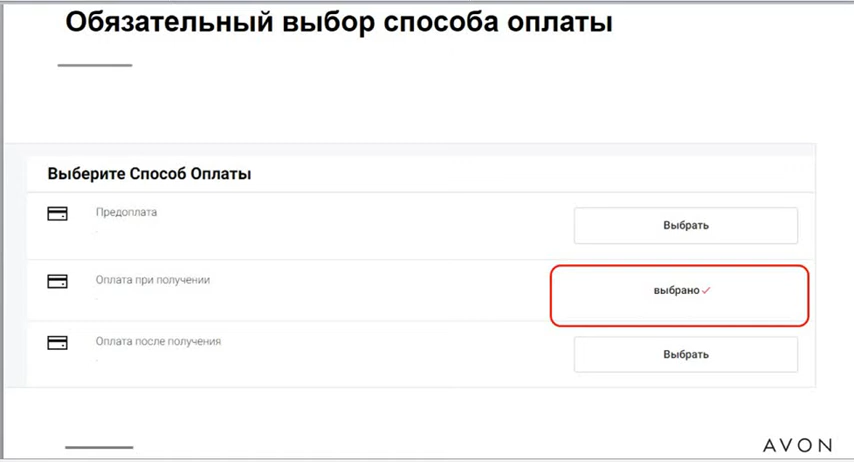 Обязательный выбор способа оплаты
Выберите Способ Оплаты
Предоплата
Выбрать
Оплата при получении
выбрано
Оплата после получения
Выбрать
AVON